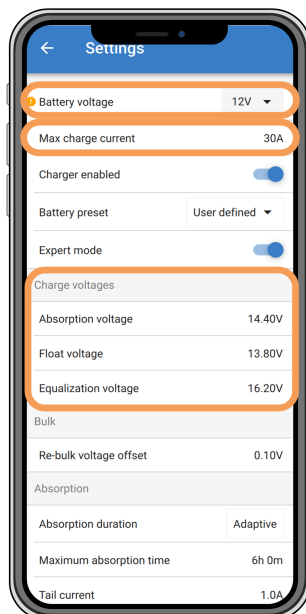 Settings
Battery voltage 12V
Max charge current 30A
Charger enabled
Battery preset User defined
Expert mode
Charge voltages
Absorption voltage 14.40V
Float voltage 13.80V
Equalization voltage 16.20V
Bulk
Re-bulk voltage offset 0.10V
Absorption
Absorption duration Adaptive
Maximum absorption time 6h 0m
Tail current 1.0A